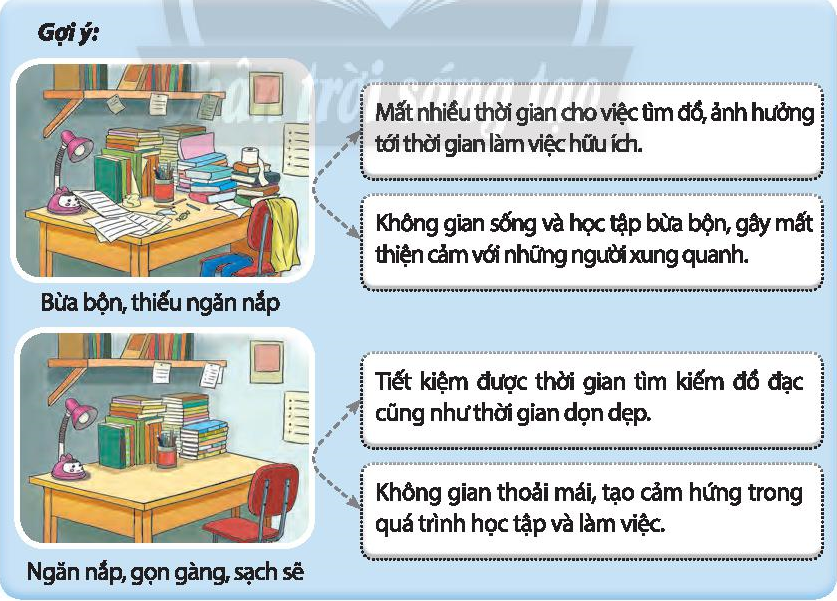 Gợi ý:
Chân trời sáng tạo
Mất nhiều thời gian cho việc tìm đồ, ảnh hưởng
tới thời gian làm việc hữu ích.
Không gian sống và học tập bừa bộn, gây mất
thiện cảm với những người xung quanh.
Bừa bộn, thiếu ngăn nắp
Tiết kiệm được thời gian tìm kiếm đồ đạc
cũng như thời gian dọn dẹp.
Không gian thoải mái, tạo cảm hứng trong
quá trình học tập và làm việc.
Ngăn nắp, gọn gàng, sạch sẽ